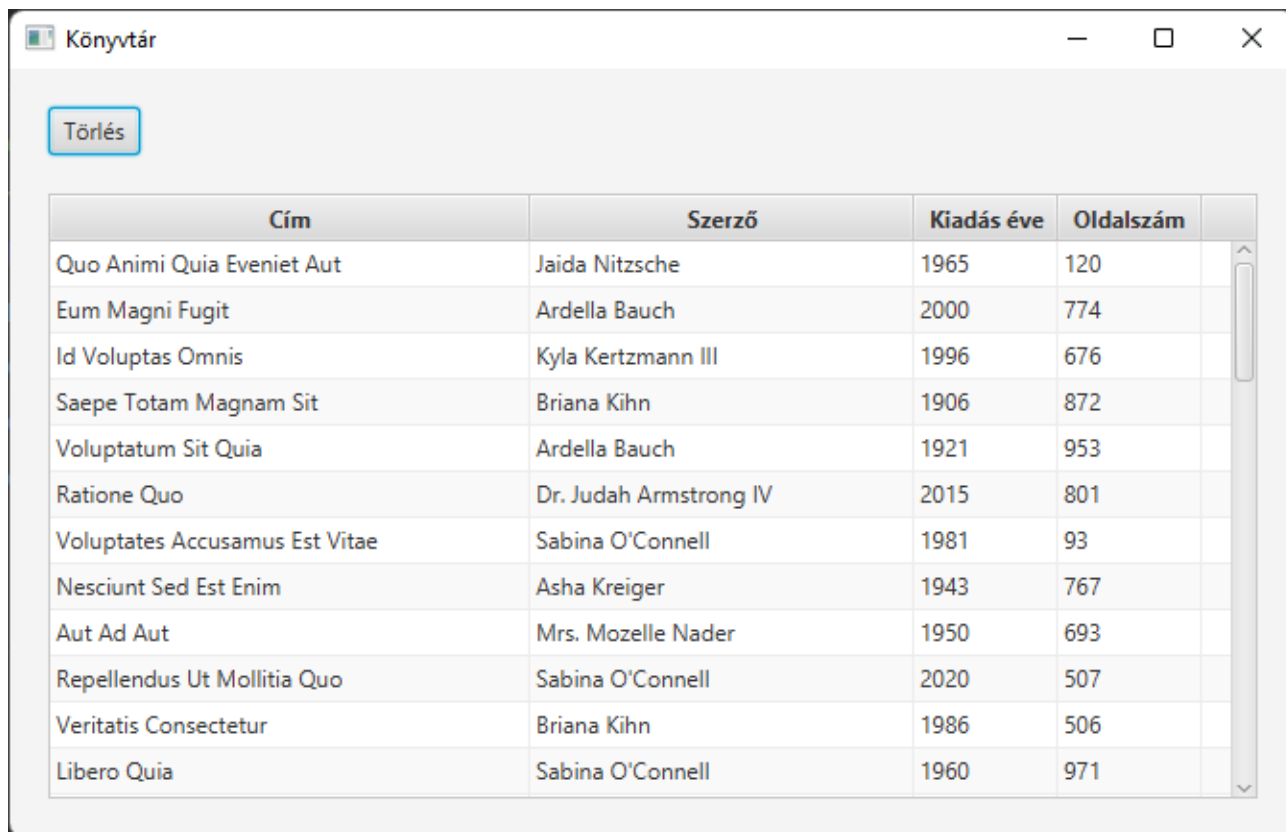 Könyvtár
Törlés
Cím Szerző Kiadás éve Oldalszám
Quo Animi Quia Eveniet Aut Jaida Nitzsche 1965 120
Eum Magni Fugit Ardella Bauch 2000 774
Id Voluptas Omnis Kyla Kertzmann III 1996 676
Saepe Totam Magnam Sit Briana Kihn 1906 872
Voluptatum Sit Quia Ardella Bauch 1921 953
Ratione Quo Dr. Judah Armstrong IV 2015 801
Voluptates Accusamus Est Vitae Sabina O'Connell 1981 93
Nesciunt Sed Est Enim Asha Kreiger 1943 767
Aut Ad Aut Mrs. Mozelle Nader 1950 693
Repellendus Ut Mollitia Quo Sabina O'Connell 2020 507
Veritatis Consectetur Briana Kihn 1986 506
Libero Quia Sabina O'Connell 1960 971